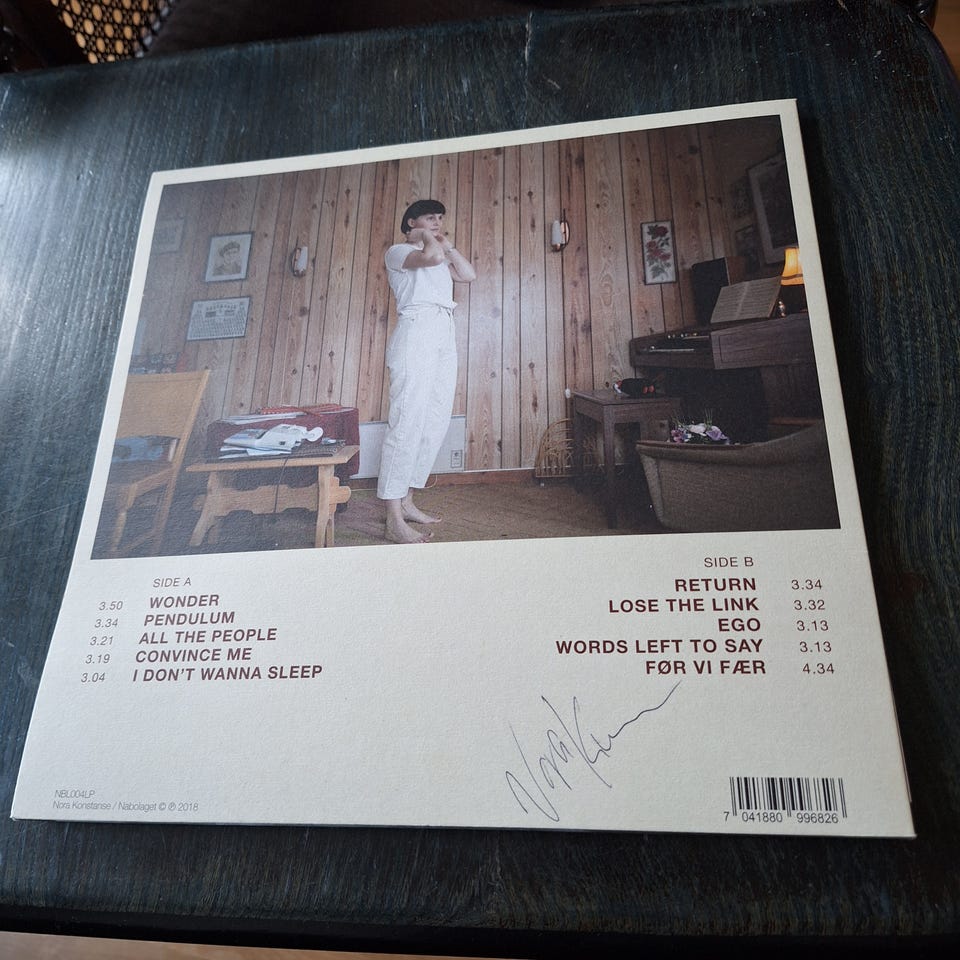 SIDE A
3.50 WONDER
3.34 PENDULUM
3.21 ALL THE PEOPLE
3.19 CONVINCE ME
3.04 I DON'T WANNA SLEEP
SIDE B
RETURN 3.34
LOSE THE LINK 3.32
EGO 3.13
WORDS LEFT TO SAY 3.13
FØR VI FÆR 4.34
Nora K
NBL004LP
Nora Konstanse / Nabolaget © ℗ 2018
7 041880 996826